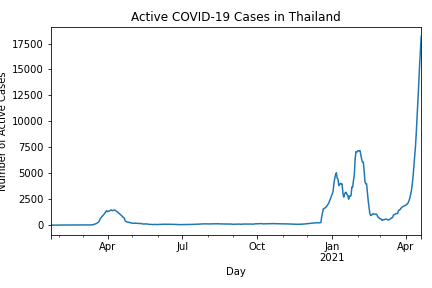 Active COVID-19 Cases in Thailand
Number of Active Cases
17500
15000
12500
10000
7500
5000
2500
0
Apr
Jul
Oct
Jan
2021
Apr
Day